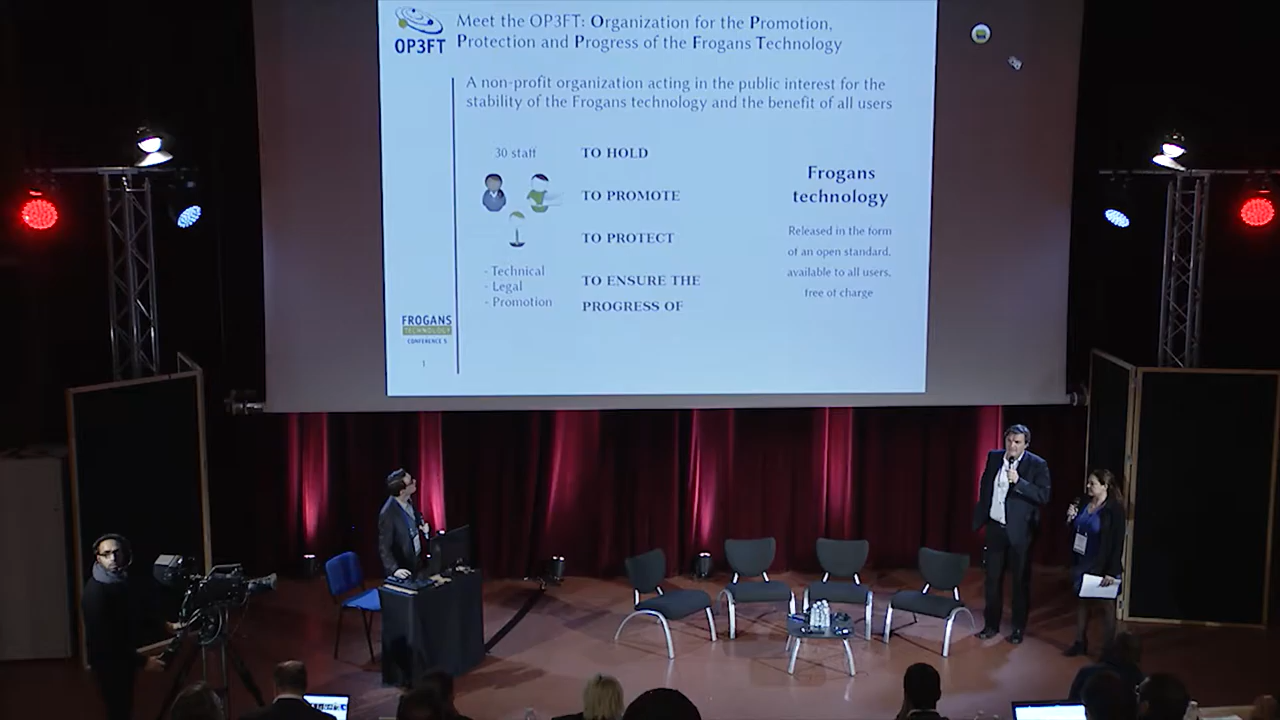 OP3FT
Meet the OP3FT: Organization for the Promotion,
Protection and Progress of the Frogans Technology
A non-profit organization acting in the public interest for the
stability of the Frogans technology and the benefit of all users
30 staff
- Technical
- Legal
- Promotion
TO HOLD
TO PROMOTE
TO PROTECT
TO ENSURE THE
PROGRESS OF
Frogans
technology
Released in the form
of an open standard,
available to all users,
free of charge
FROGANS
TECHNOLOGY
CONFERENCE 5
1